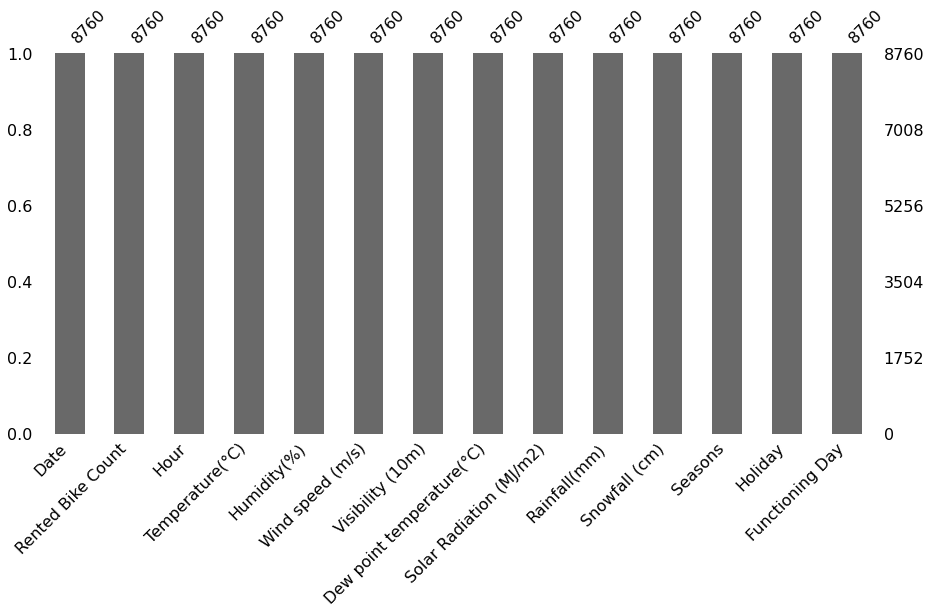 8760 8760 8760 8760 8760 8760 8760 8760 8760 8760 8760 8760 8760 8760
1.0 8760
0.8 7008
0.6 5256
0.4 3504
0.2 1752
0.0 0
Date
Rented Bike Count
Hour
Temperature(°C)
Humidity(%)
Wind speed (m/s)
Visibility (10m)
Dew point temperature(°C)
Solar Radiation (MJ/m2)
Rainfall(mm)
Snowfall (cm)
Seasons
Holiday
Functioning Day